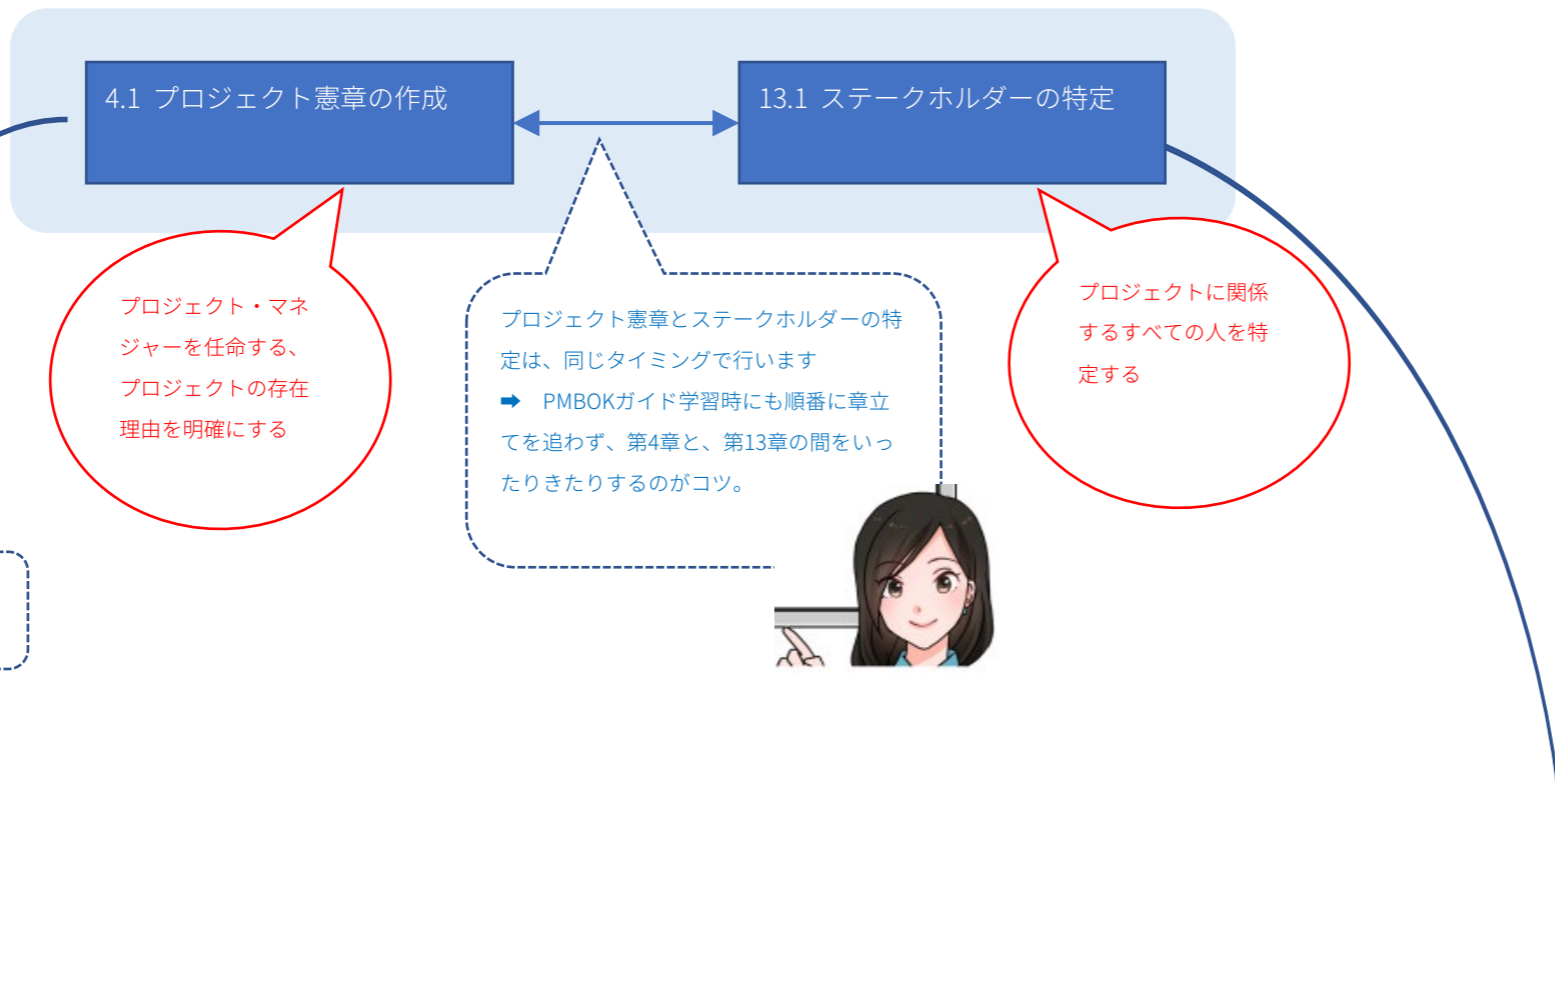 4.1 プロジェクト憲章の作成
13.1 ステークホルダーの特定
プロジェクト・マネ
ジャーを任命する、
プロジェクトの存在
理由を明確にする
プロジェクト憲章とステークホルダーの特
定は、同じタイミングで行います
➡ PMBOKガイド学習時にも順番に章立
てを追わず、第4章と、第13章の間をいっ
たりきたりするのがコツ。
プロジェクトに関係
するすべての人を特
定する